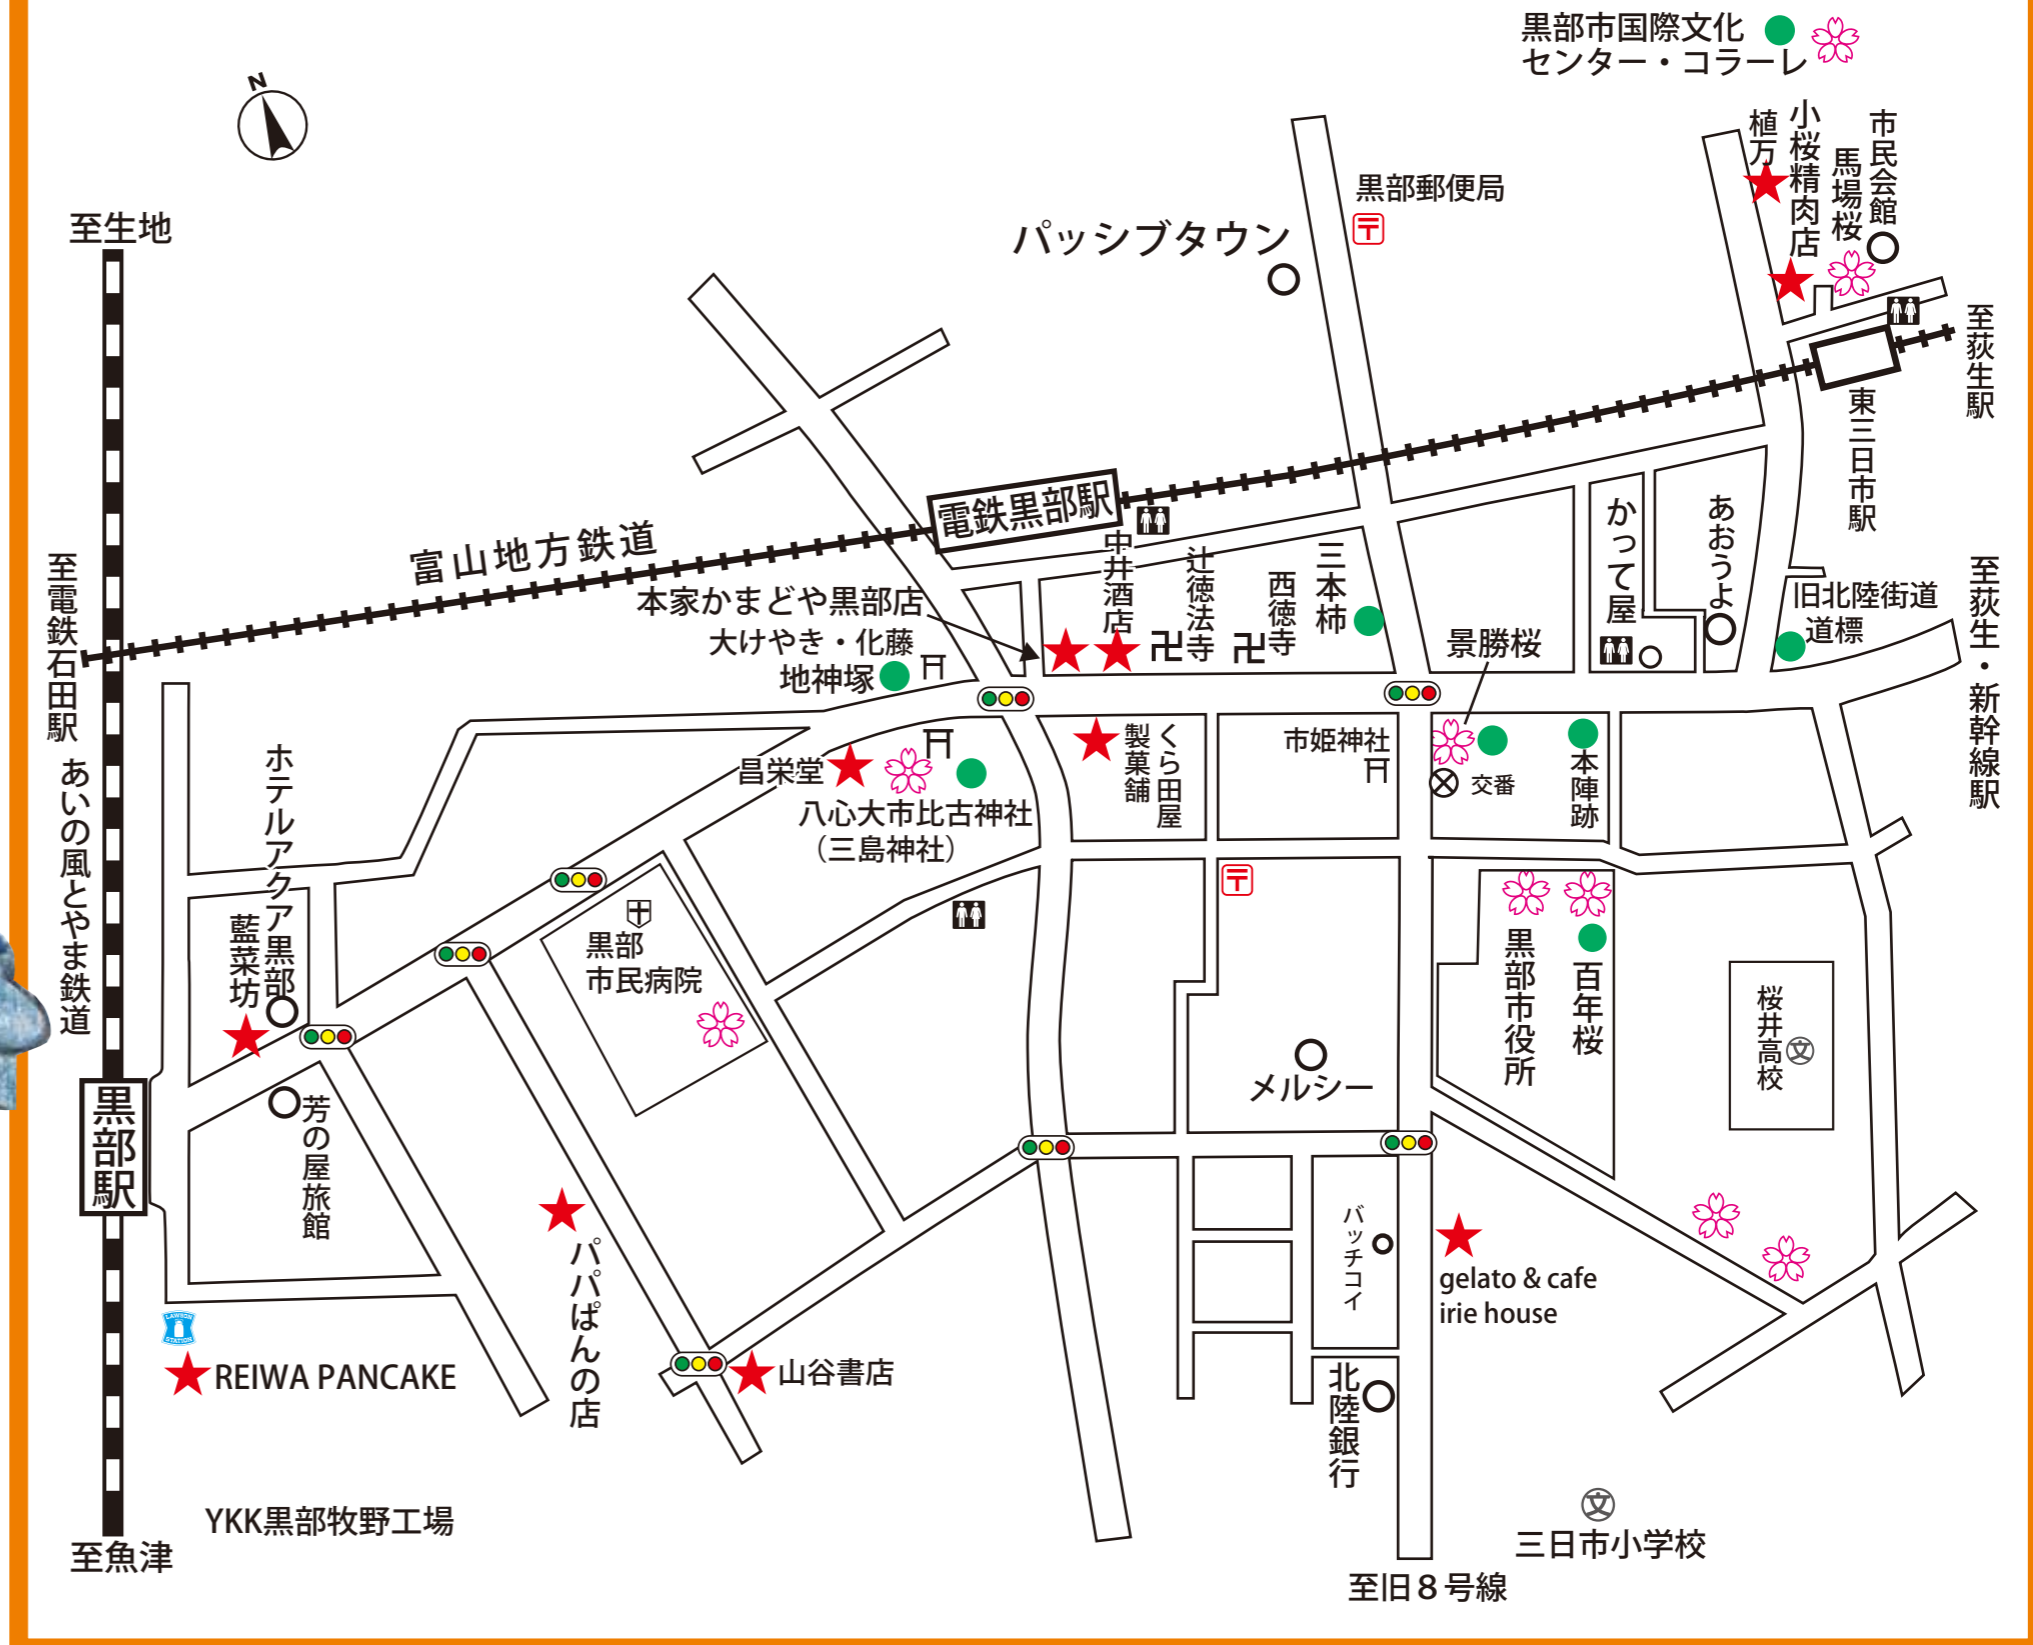 黒部市国際文化
センター・コラーレ
N
植万
小桜精肉店
馬場桜
市民会館
黒部郵便局
パッシブタウン
至生地
至荻生駅
東三日市駅
電鉄黒部駅
富山地方鉄道
かって屋
あおうよ
中井酒店
辻徳法寺
西徳寺
三本柿
本家かまどや黒部店
大けやき・化藤
地神塚
景勝桜
旧北陸街道
道標
至荻生・新幹線駅
至電鉄石田駅
あいの風とやま鉄道
ホテルアクア黒部
藍菜坊
昌栄堂
八心大市比古神社
（三島神社）
くら田屋
製菓舗
市姫神社
交番
本陣跡
黒部
市民病院
黒部市役所
百年桜
桜井高校
文
メルシー
黒部駅
芳の屋旅館
パパぱんの店
バッチコイ
gelato & cafe
irie house
LAWSON
STATION
REIWA PANCAKE
山谷書店
北陸銀行
YKK黒部牧野工場
文
三日市小学校
至魚津
至旧８号線